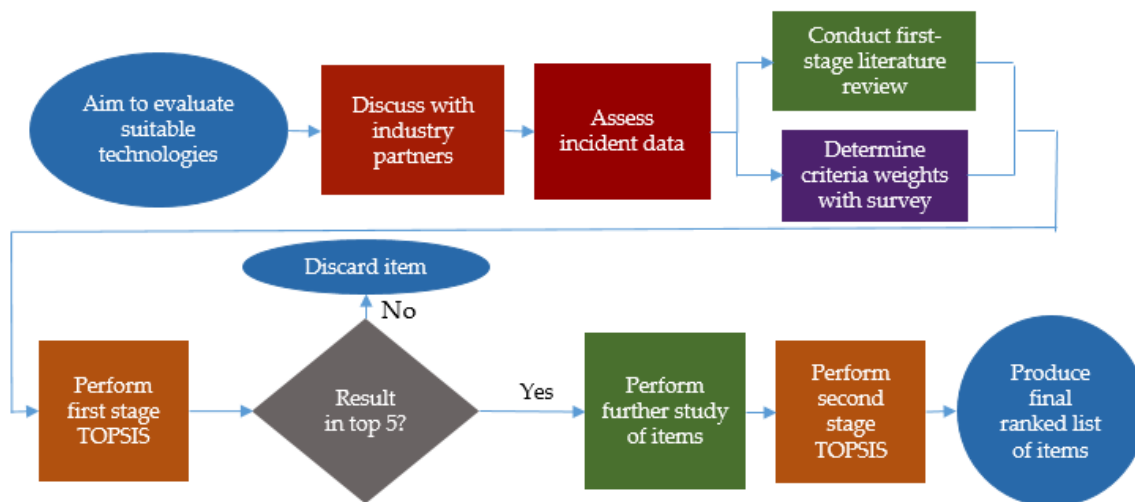 Aim to evaluate
suitable
technologies
Discuss with
industry
partners
Assess
incident data
Conduct first-
stage literature
review
Determine
criteria weights
with survey
Discard item
No
Perform
first stage
TOPSIS
Result
in top 5?
Yes
Perform
further study
of items
Perform
second
stage
TOPSIS
Produce
final
ranked list
of items